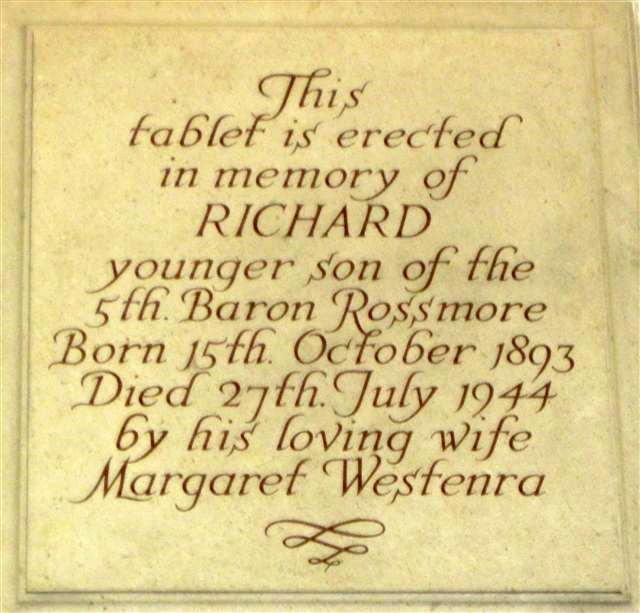 This
tablet is erected
in memory of
RICHARD
younger son of the
5th. Baron Rossmore
Born 15th. October 1893
Died 27th. July 1944
by his loving wife
Margaret Westenra